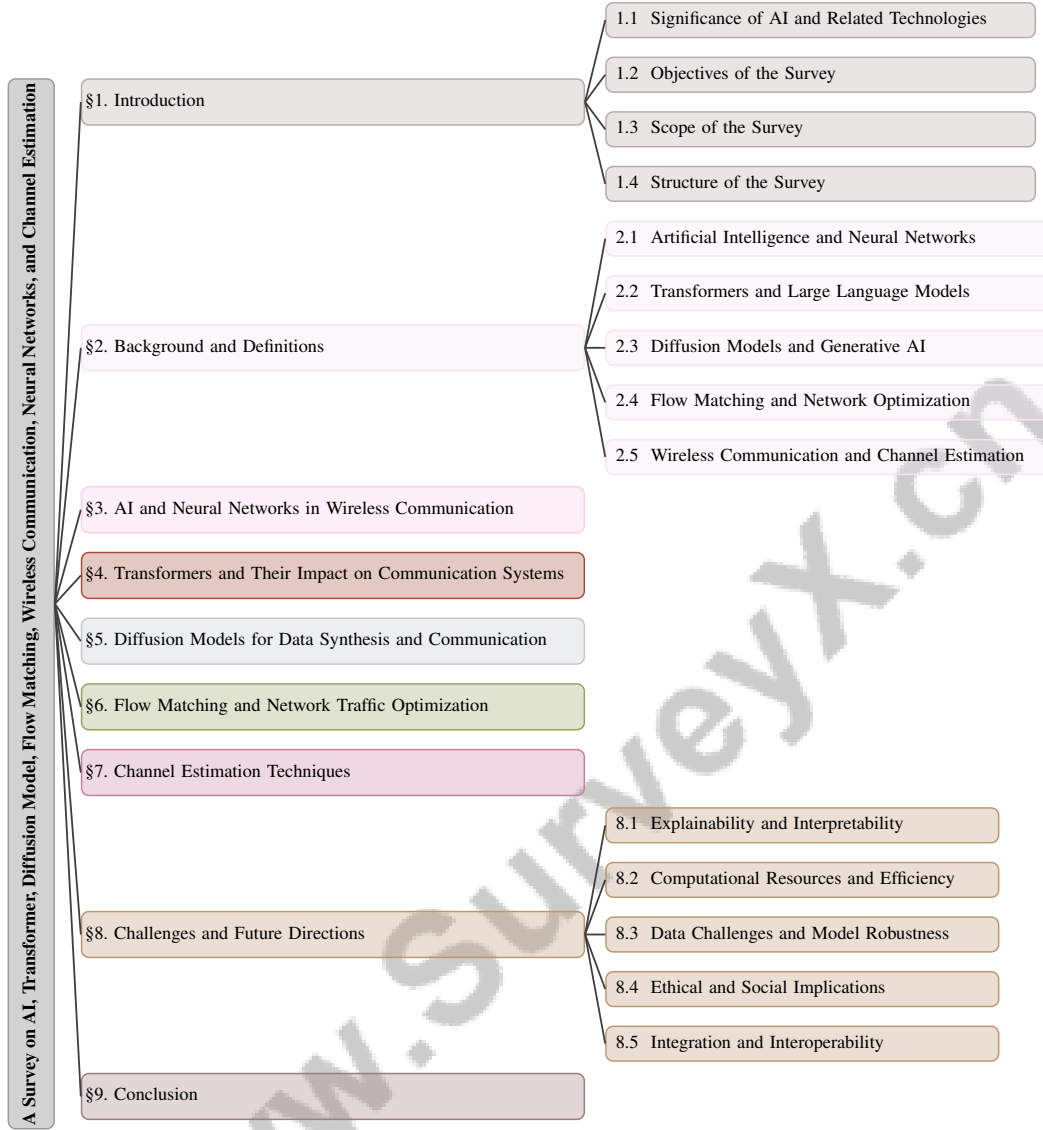 A Survey on AI, Transformer, Diffusion Model, Flow Matching, Wireless Communication, Neural Networks, and Channel Estimation
§1. Introduction
1.1 Significance of AI and Related Technologies
1.2 Objectives of the Survey
1.3 Scope of the Survey
1.4 Structure of the Survey
§2. Background and Definitions
2.1 Artificial Intelligence and Neural Networks
2.2 Transformers and Large Language Models
2.3 Diffusion Models and Generative AI
2.4 Flow Matching and Network Optimization
2.5 Wireless Communication and Channel Estimation
§3. AI and Neural Networks in Wireless Communication
§4. Transformers and Their Impact on Communication Systems
§5. Diffusion Models for Data Synthesis and Communication
§6. Flow Matching and Network Traffic Optimization
§7. Channel Estimation Techniques
§8. Challenges and Future Directions
8.1 Explainability and Interpretability
8.2 Computational Resources and Efficiency
8.3 Data Challenges and Model Robustness
8.4 Ethical and Social Implications
8.5 Integration and Interoperability
§9. Conclusion
www.Surveyx.cn